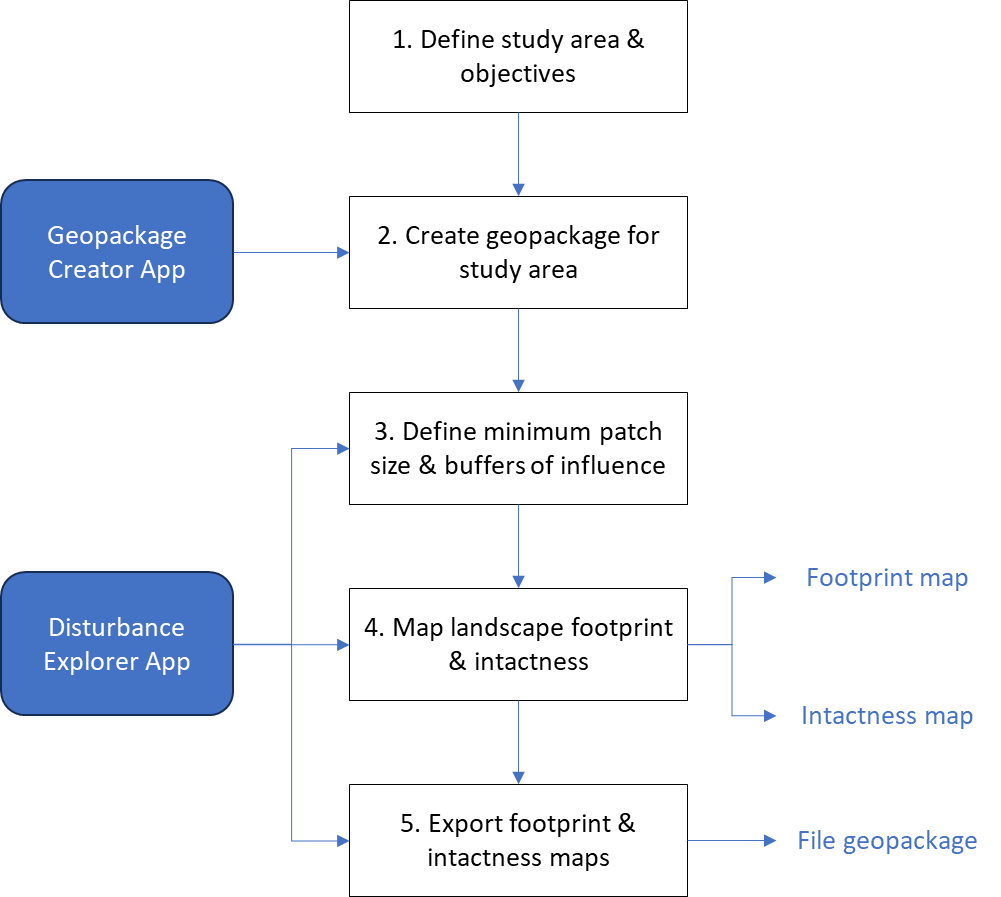 1. Define study area &
objectives
Geopackage
Creator App
2. Create geopackage for
study area
3. Define minimum patch
size & buffers of influence
Disturbance
Explorer App
4. Map landscape footprint
& intactness
Footprint map
Intactness map
5. Export footprint &
intactness maps
File geopackage